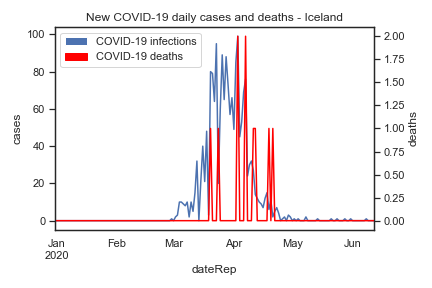 New COVID-19 daily cases and deaths - Iceland
COVID-19 infections
COVID-19 deaths
100
80
60
40
20
0
cases
2.00
1.75
1.50
1.25
1.00
0.75
0.50
0.25
0.00
deaths
Jan Feb Mar Apr May Jun
2020
dateRep